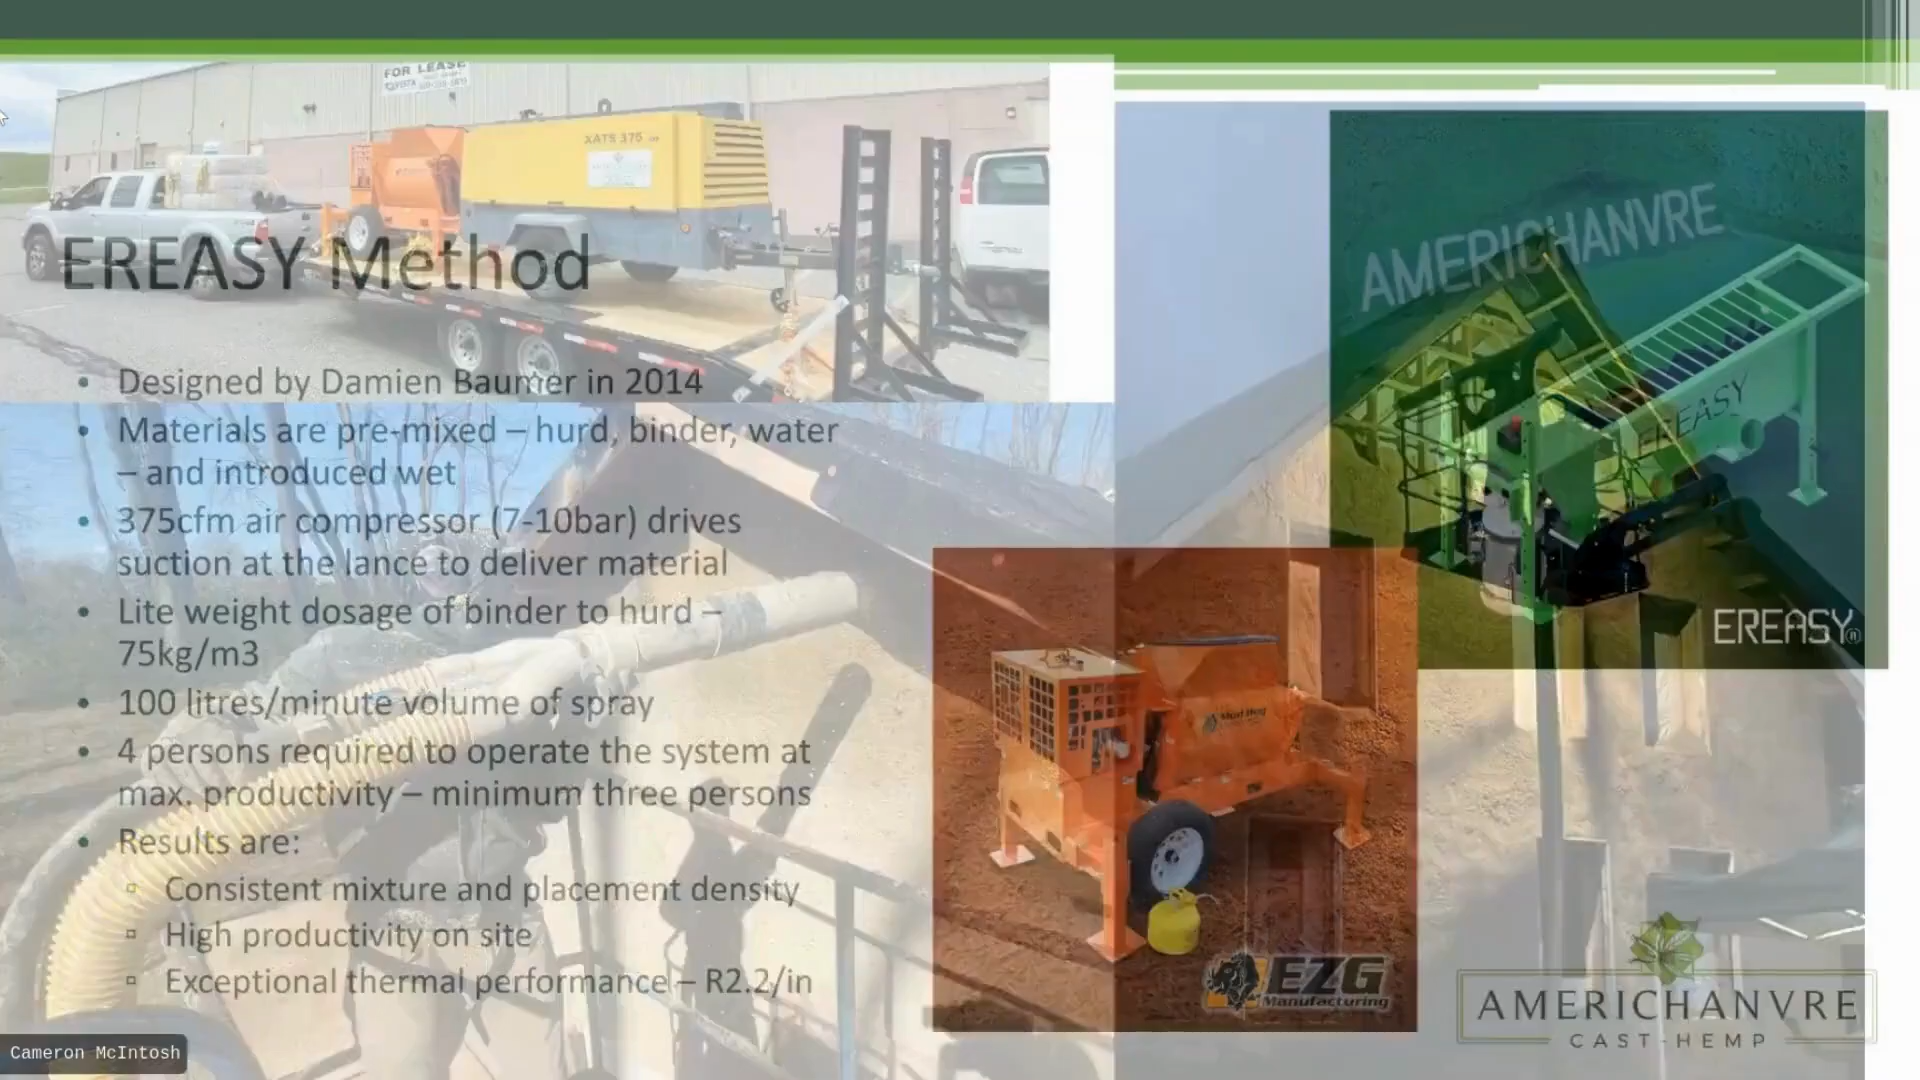 FOR LEASE
XATS 375
AMERICHANVRE
EREASY Method
EREASY
• Designed by Damien Baumer in 2014
• Materials are pre-mixed – hurd, binder, water
– and introduced wet
• 375cfm air compressor (7-10bar) drives
suction at the lance to deliver material
• Lite weight dosage of binder to hurd –
75kg/m3
EREASY®
• 100 litres/minute volume of spray
Mud Hog
• 4 persons required to operate the system at
max. productivity – minimum three persons
• Results are:
▫ Consistent mixture and placement density
▫ High productivity on site
▫ Exceptional thermal performance – R2.2/in
EZG
Manufacturing
AMERICHANVRE
CAST-HEMP
Cameron McIntosh